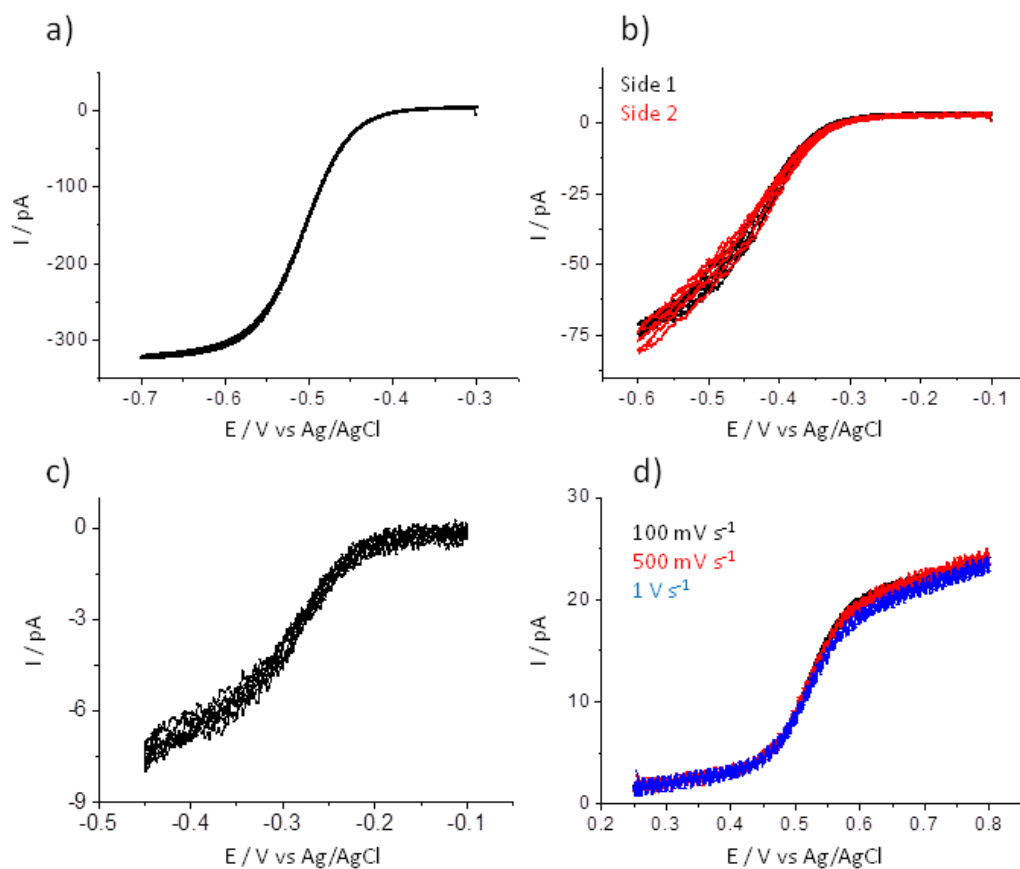 a)
0
-100
-200
-300
I / pA
-0.7 -0.6 -0.5 -0.4 -0.3
E / V vs Ag/AgCl
b)
Side 1
Side 2
0
-25
-50
-75
I / pA
-0.6 -0.5 -0.4 -0.3 -0.2 -0.1
E / V vs Ag/AgCl
c)
0
-3
-6
-9
I / pA
-0.5 -0.4 -0.3 -0.2 -0.1
E / V vs Ag/AgCl
d)
100 mV s⁻¹
500 mV s⁻¹
1 V s⁻¹
30
20
10
0
I / pA
0.2 0.3 0.4 0.5 0.6 0.7 0.8
E / V vs Ag/AgCl